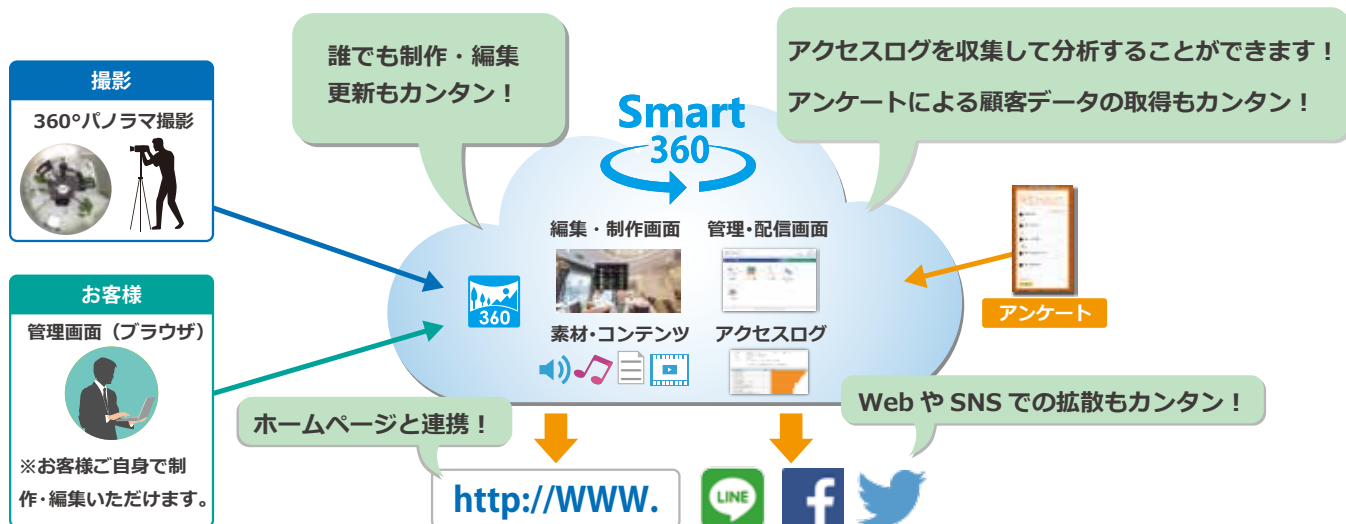 撮影
360°パノラマ撮影
お客様
管理画面（ブラウザ）
※お客様ご自身で制
作・編集いただけます。
誰でも制作・編集
更新もカンタン！
Smart
360
アクセスログを収集して分析することができます！
アンケートによる顧客データの取得もカンタン！
編集・制作画面
管理・配信画面
360
素材・コンテンツ
アクセスログ
アンケート
ホームページと連携！
Web や SNS での拡散もカンタン！
http://WWW.
LINE
f